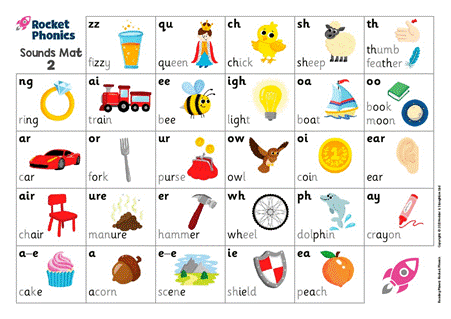 Rocket
Phonics
Sounds Mat
2
zz
fizzy
qu
queen
ch
chick
sh
sheep
th
thumb
feather
ng
ring
ai
train
ee
bee
igh
light
oa
boat
oo
book
moon
ar
car
or
fork
ur
purse
ow
owl
oi
coin
ear
ear
air
chair
ure
manure
er
hammer
wh
wheel
ph
dolphin
ay
crayon
a–e
cake
a
acorn
e–e
scene
ie
shield
ea
peach